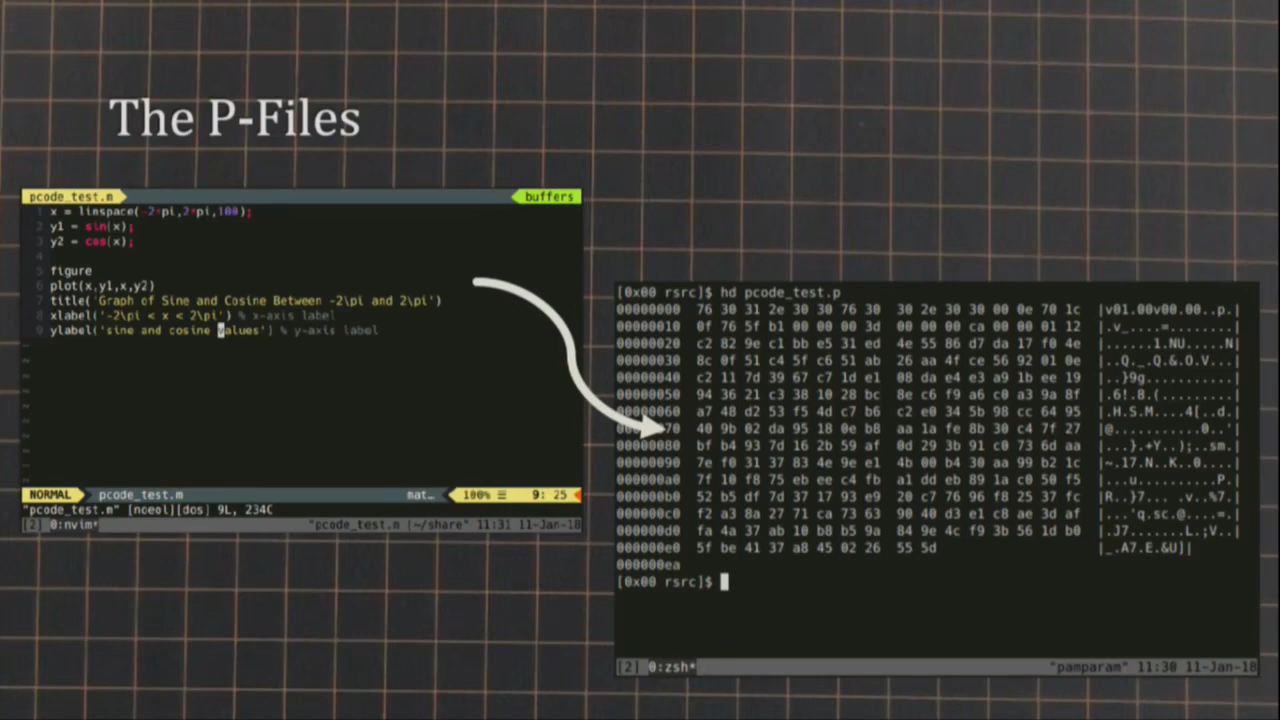 The P-Files
pcode_test.m
buffers
1 x = linspace(-2*pi,2*pi,100);
2 y1 = sin(x);
3 y2 = cos(x);
4
5 figure
6 plot(x,y1,x,y2)
7 title('Graph of Sine and Cosine Between -2\pi and 2\pi')
8 xlabel('-2\pi < x < 2\pi') % x-axis label
9 ylabel('sine and cosine values') % y-axis label
NORMAL pcode_test.m mat… 100% ☰ 9: 25
"pcode_test.m" [noeol][dos] 9L, 234C
[2] 0:nvim* "pcode_test.m (~/share" 11:31 11-Jan-18
[0x00 rsrc]$ hd pcode_test.p
00000000 76 30 31 2e 30 30 76 30 30 2e 30 30 00 0e 70 1c |v01.00v00.00..p.|
00000010 0f 76 5f b1 00 00 00 3d 00 00 00 ca 00 00 01 12 |.v_....=........|
00000020 c2 82 9e c1 bb e5 31 ed 4e 55 86 d7 da 17 f0 4e |......1.NU.....N|
00000030 8c 0f 51 c4 5f c6 51 ab 26 aa 4f ce 56 92 01 0e |..Q._.Q.&.O.V...|
00000040 c2 11 7d 39 67 c7 1d e1 08 da e4 e3 a9 1b ee 19 |..}9g...........|
00000050 94 36 21 c3 38 10 28 bc 8e c6 f9 a6 c0 a3 9a 8f |.6!.8.(.........|
00000060 a7 48 d2 53 f5 4d c7 b6 c2 e0 34 5b 98 cc 64 95 |.H.S.M....4[..d.|
70 40 9b 02 da 95 18 0e b8 aa 1a fe 8b 30 c4 7f 27 |@...........0..'|
00000080 bf b4 93 7d 16 2b 59 af 0d 29 3b 91 c0 73 6d aa |...}.+Y..);..sm.|
00000090 7e f0 31 37 83 4e 9e e1 4b 00 b4 30 aa 99 b2 1c |~.17.N..K..0....|
000000a0 7f 10 f8 75 eb ee c4 fb a1 dd eb 89 1a c0 50 f5 |...u..........P.|
000000b0 52 b5 df 7d 37 17 93 e9 20 c7 76 96 f8 25 37 fc |R..}7... .v..%7.|
000000c0 f2 a3 8a 27 71 ca 73 63 90 40 d3 e1 c8 ae 3d af |...'q.sc.@....=.|
000000d0 fa 4a 37 ab 10 b8 b5 9a 84 9e 4c f9 3b 56 1d b0 |.J7.......L.;V..|
000000e0 5f be 41 37 a8 45 02 26 55 5d |_.A7.E.&U]|
000000ea
[0x00 rsrc]$
[2] 0:zsh* "pamparam" 11:30 11-Jan-18